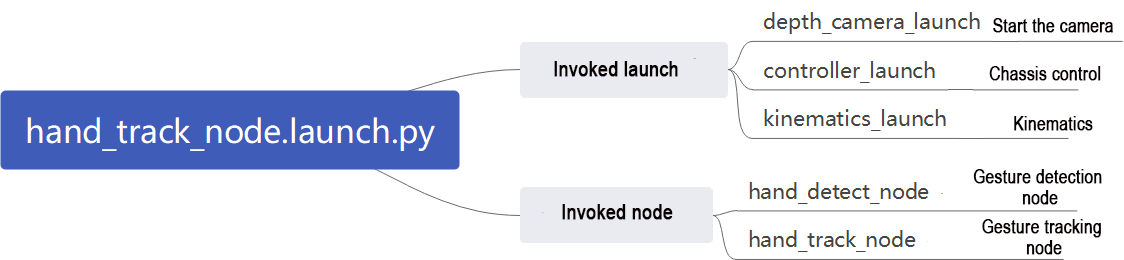 hand_track_node.launch.py
Invoked launch
depth_camera_launch Start the camera
controller_launch Chassis control
kinematics_launch Kinematics
Invoked node
hand_detect_node Gesture detection
node
hand_track_node Gesture tracking
node